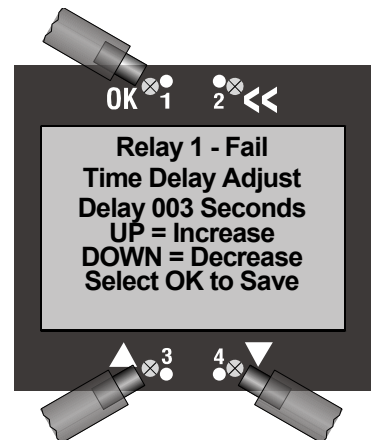 OK 1 2 <<
Relay 1 - Fail
Time Delay Adjust
Delay 003 Seconds
UP = Increase
DOWN = Decrease
Select OK to Save
3 4